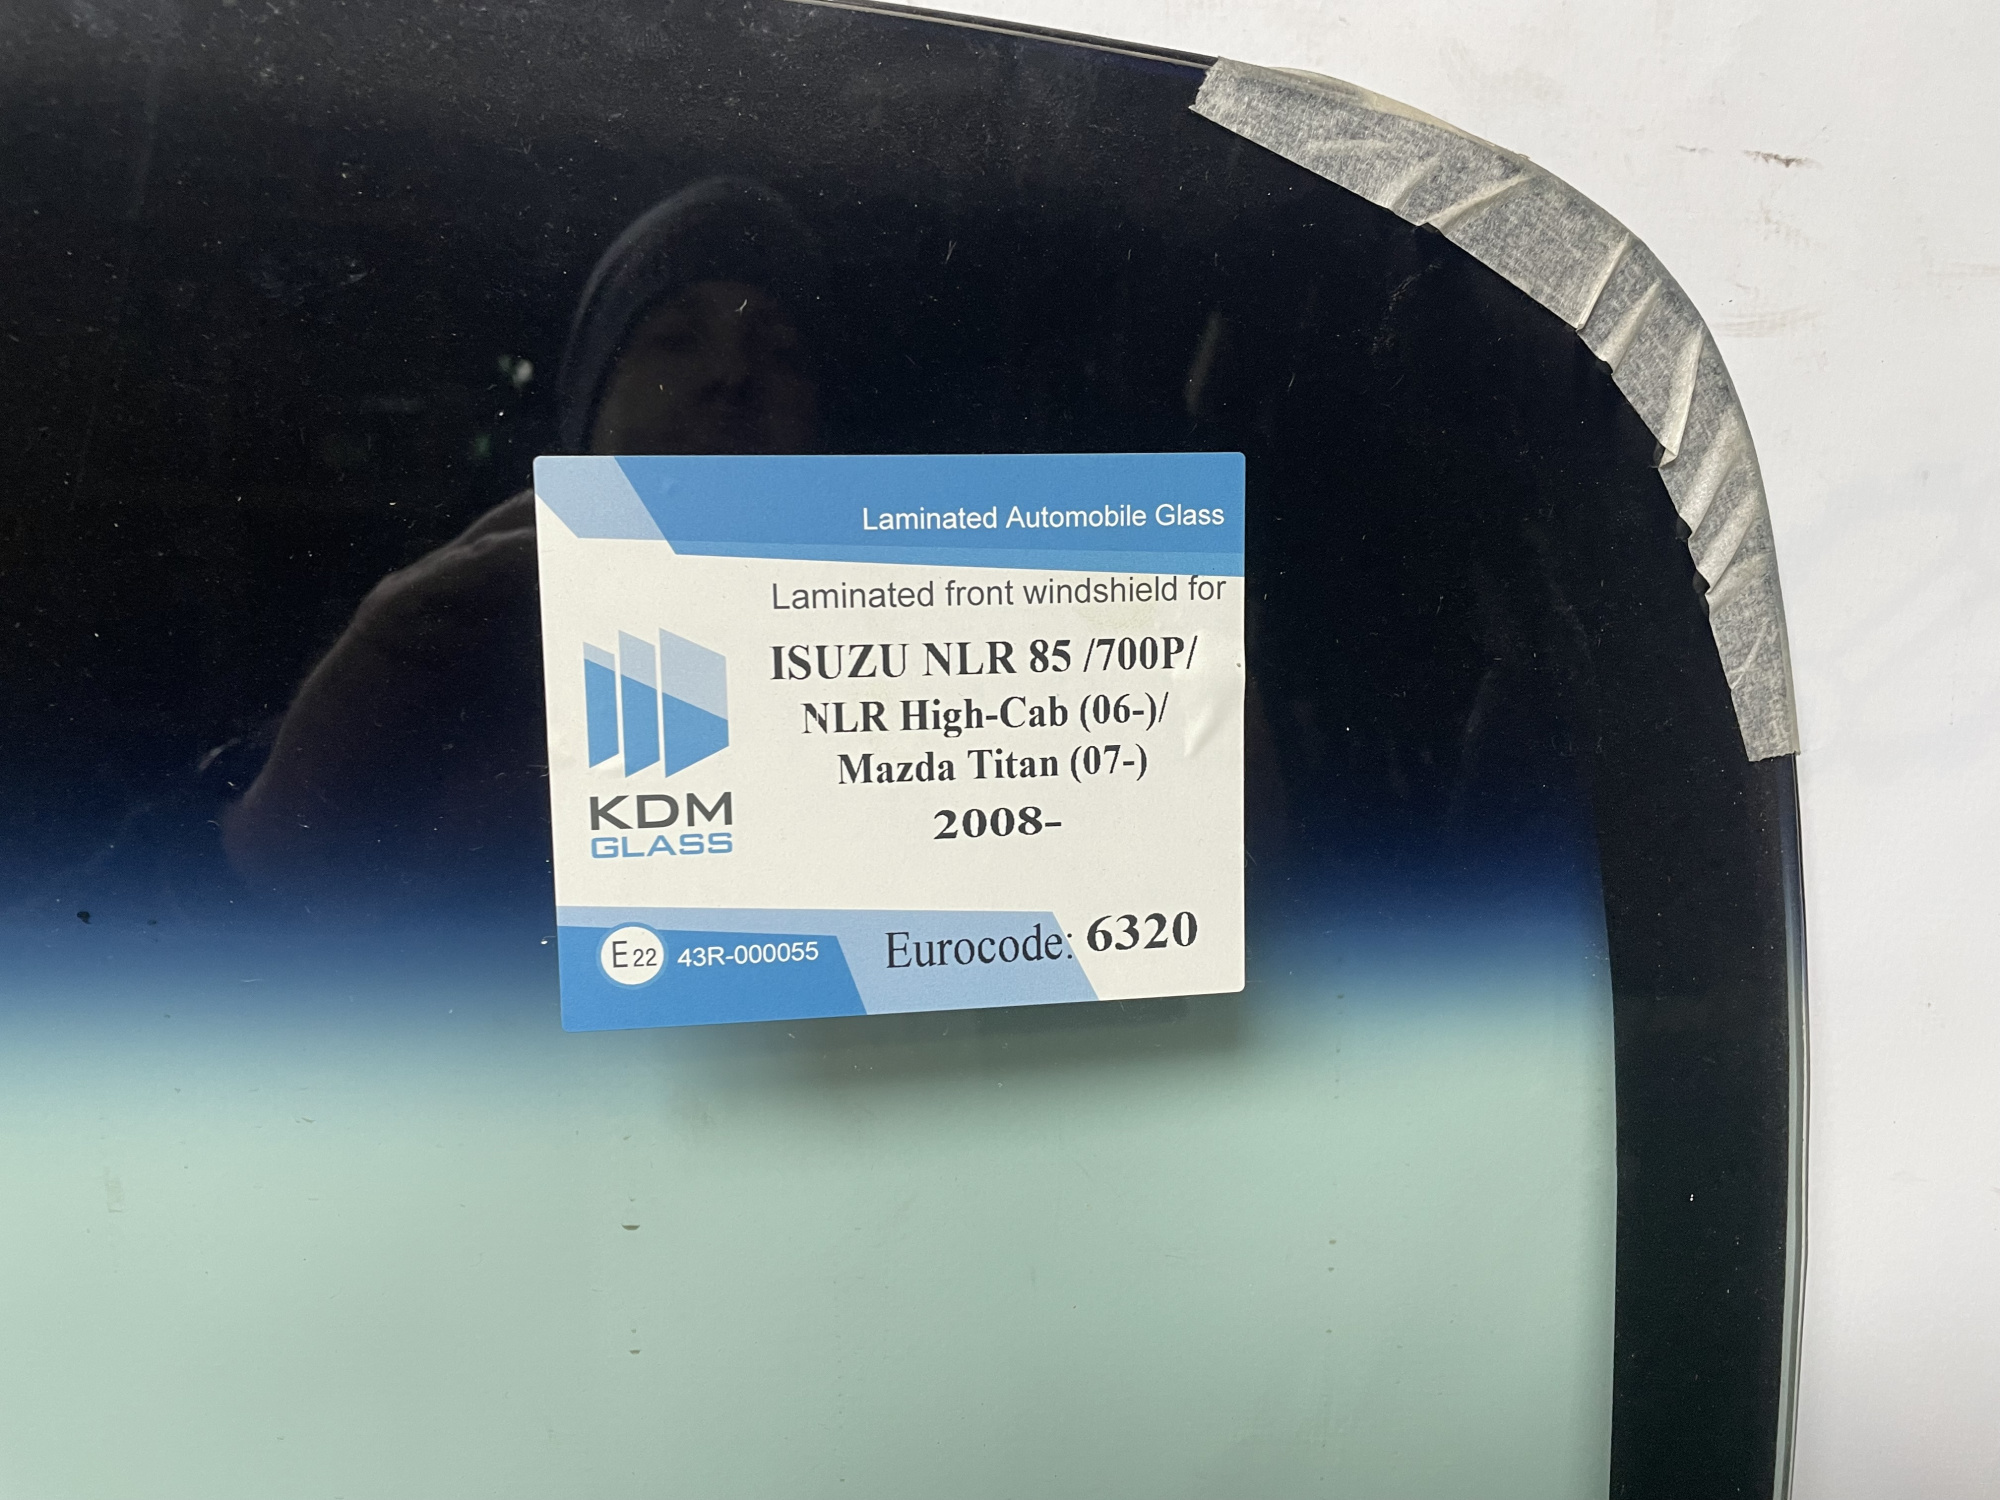 Laminated Automobile Glass
Laminated front windshield for
ISUZU NLR 85 /700P/
NLR High-Cab (06-)/
Mazda Titan (07-)
2008-
KDM
GLASS
E22 43R-000055
Eurocode: 6320